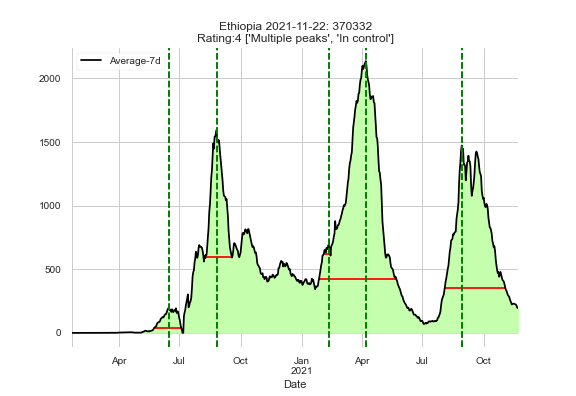 Ethiopia 2021-11-22: 370332
Rating:4 ['Multiple peaks', 'In control']
Average-7d
2000
1500
1000
500
0
Apr Jul Oct Jan Apr Jul Oct
2021
Date